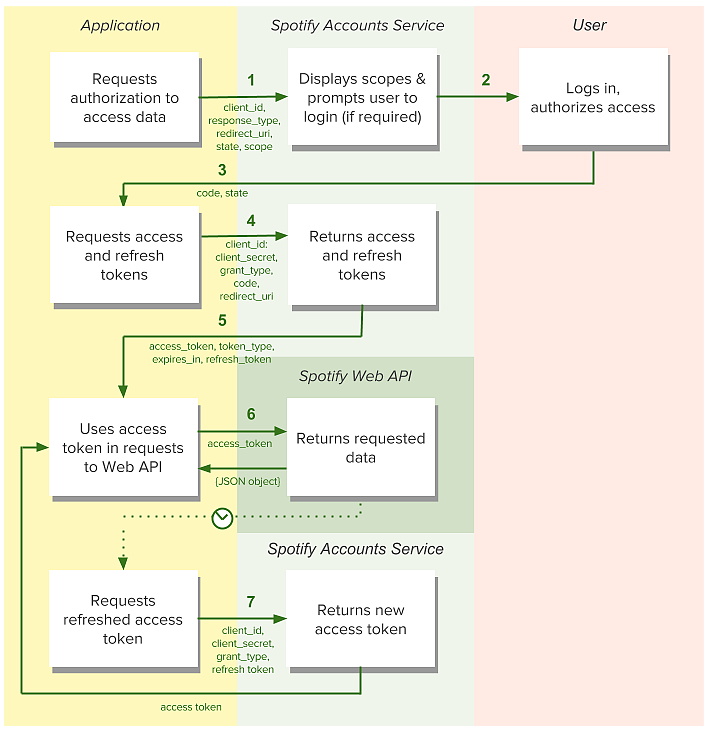 Application
Spotify Accounts Service
User
Requests
authorization to
access data
1
client_id,
response_type,
redirect_uri,
state, scope
Displays scopes &
prompts user to
login (if required)
2
Logs in,
authorizes access
3
code, state
Requests access
and refresh
tokens
4
client_id:
client_secret,
grant_type,
code,
redirect_uri
Returns access
and refresh
tokens
5
access_token, token_type,
expires_in, refresh_token
Spotify Web API
Uses access
token in requests
to Web API
6
access_token
{JSON object}
Returns requested
data
Spotify Accounts Service
Requests
refreshed access
token
7
client_id,
client_secret,
grant_type,
refresh token
Returns new
access token
access token